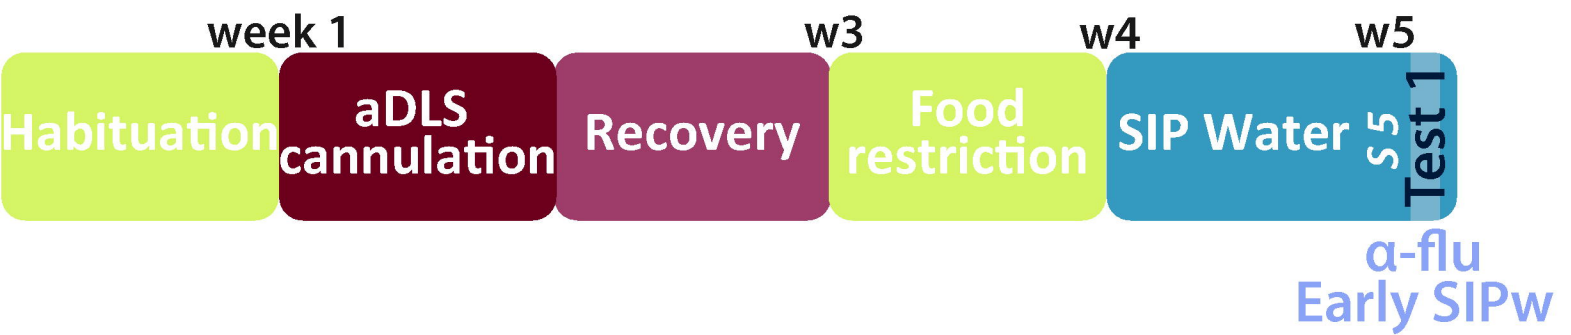 week 1
w3
w4
w5
Habituation
aDLS
cannulation
Recovery
Food
restriction
SIP Water
S 5
Test 1
α-flu
Early SIPw